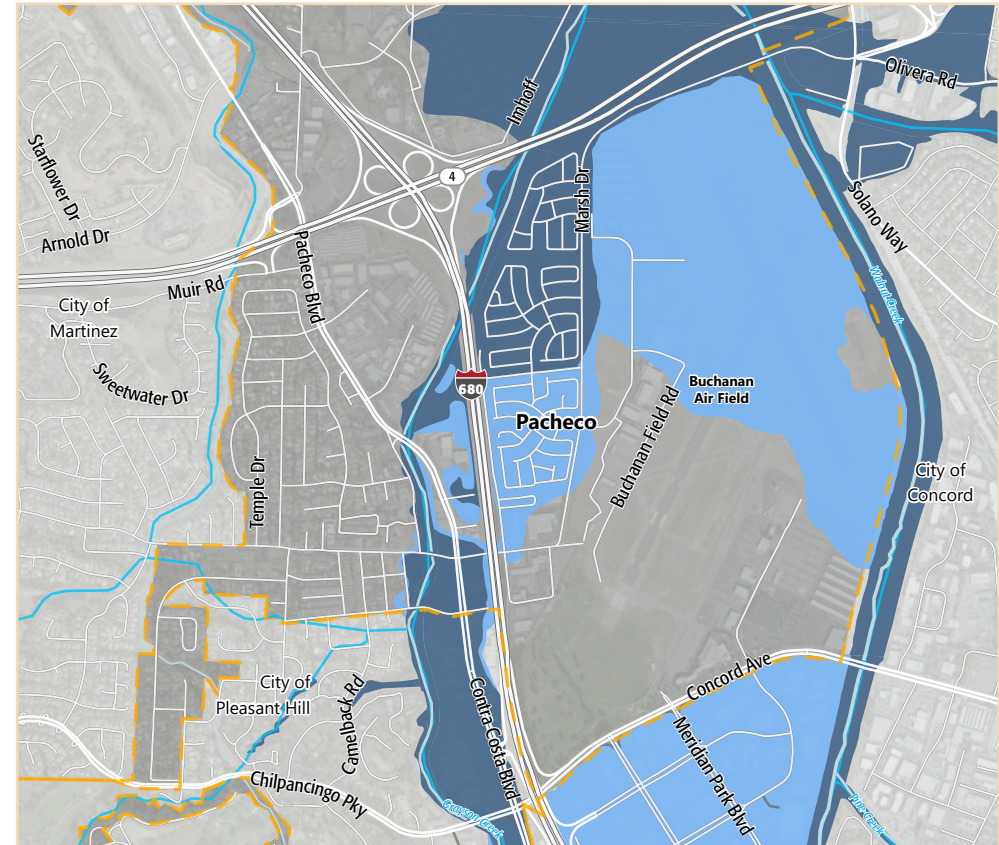 Imhoff
Olivera Rd
Starflower Dr
4
Marsh Dr
Solano Way
Arnold Dr
Pacheco Blvd
Muir Rd
Walnut Creek
City of
Martinez
Sweetwater Dr
680
Buchanan
Air Field
Pacheco
Buchanan Field Rd
City of
Concord
Temple Dr
Concord Ave
City of
Pleasant Hill
Camelback Rd
Contra Costa Blvd
Meridian Park Blvd
Chilpancingo Pky
Grayson Creek
Pine Creek